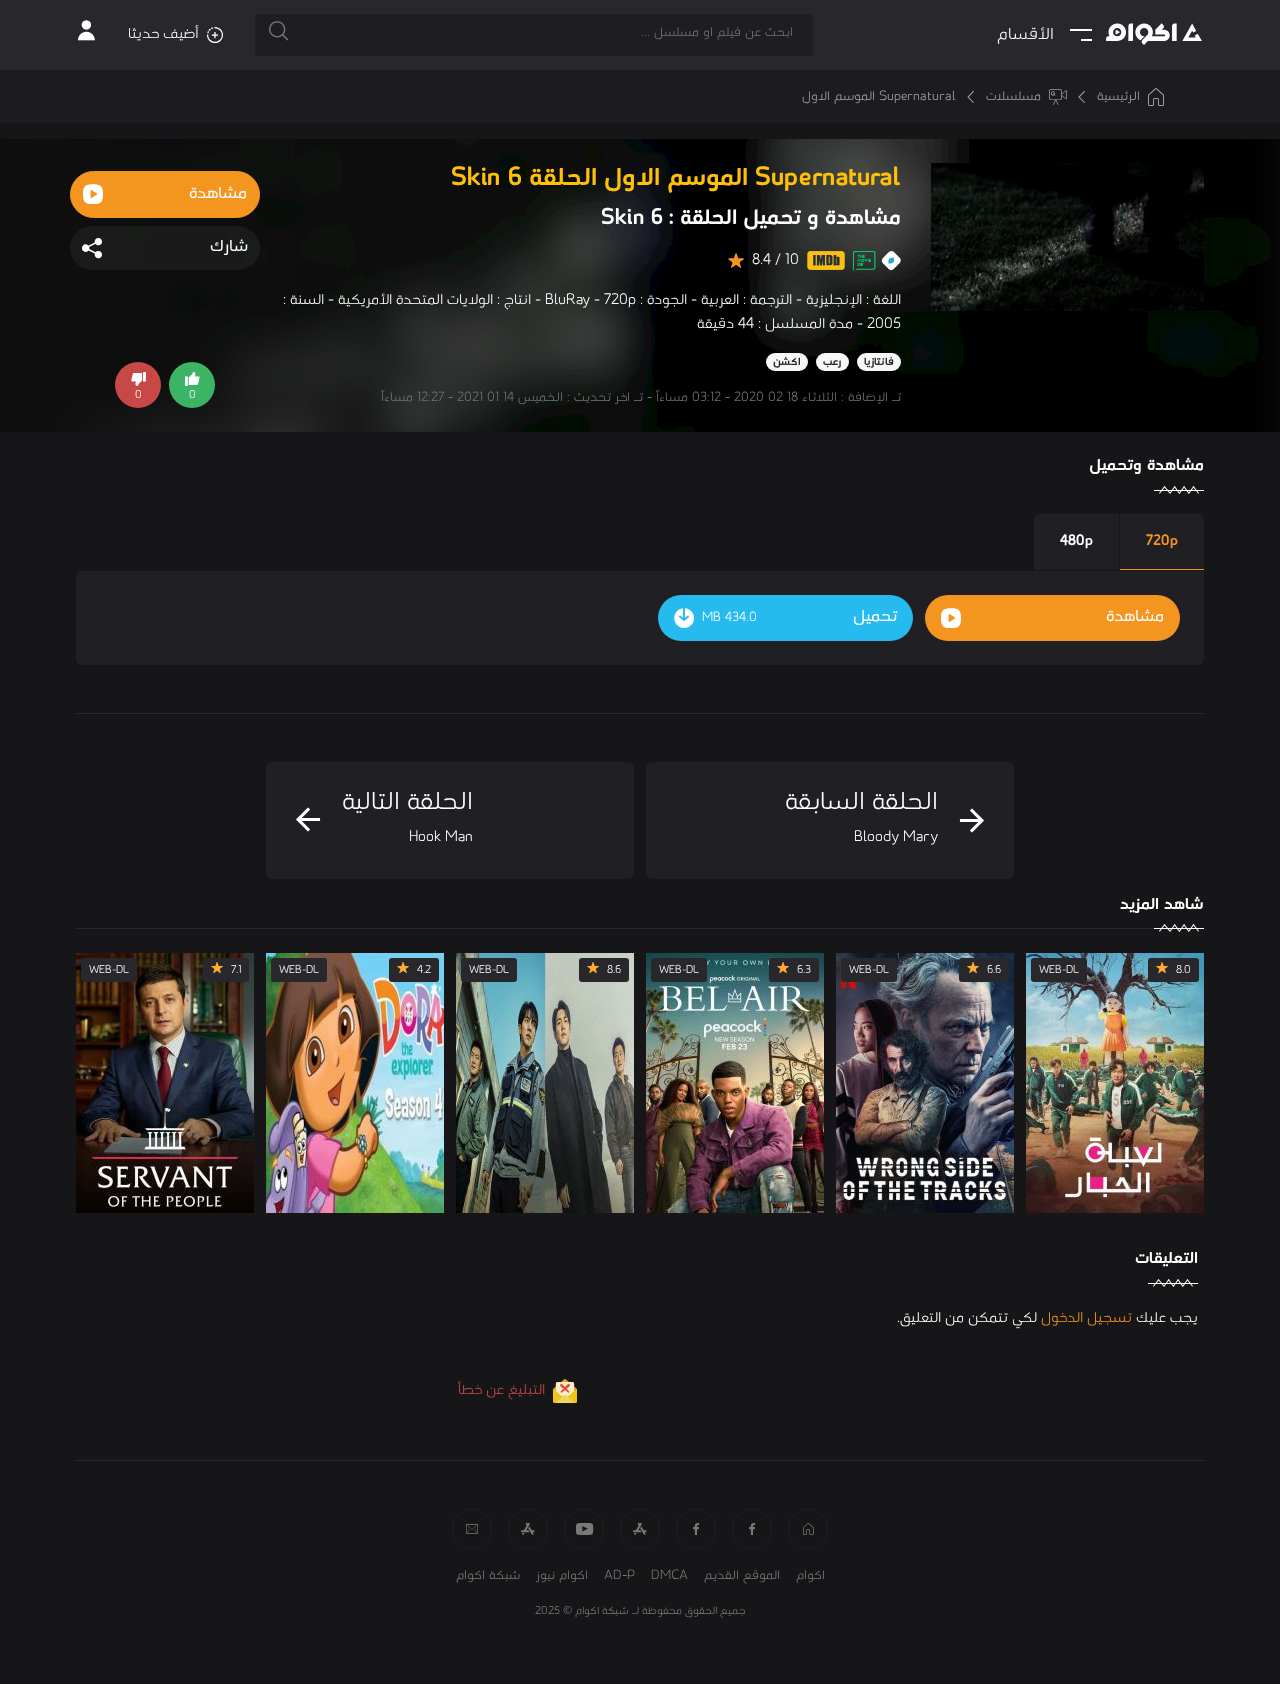 اكوام
الأقسام
ابحث عن فيلم او مسلسل ...
أضيف حديثا
الرئيسية
مسلسلات
Supernatural الموسم الاول
Supernatural الموسم الاول الحلقة 6 Skin
مشاهدة و تحميل الحلقة : 6 Skin
THE MOVIE DB
IMDb
10 / 8.4
اللغة : الإنجليزية - الترجمة : العربية - الجودة : BluRay - 720p - انتاج : الولايات المتحدة الأمريكية - السنة :
2005 - مدة المسلسل : 44 دقيقة
فانتازيا
رعب
اكشن
تـ الإضافة : الثلاثاء 18 02 2020 - 03:12 مساءاً - تـ اخر تحديث : الخميس 14 01 2021 - 12:27 مساءاً
مشاهدة
شارك
0
0
مشاهدة وتحميل
720p
480p
مشاهدة
تحميل
434.0 MB
الحلقة السابقة
Bloody Mary
الحلقة التالية
Hook Man
شاهد المزيد
8.0
WEB-DL
لعبة الحبار
6.6
WEB-DL
WRONG SIDE
OF THE TRACKS
6.3
WEB-DL
YOUR OWN
peacock ORIGINAL
BEL-AIR
peacock
NEW SEASON
FEB 23
8.6
WEB-DL
4.2
WEB-DL
DORA
the explorer
Season 4
7.1
WEB-DL
SERVANT
OF THE PEOPLE
التعليقات
يجب عليك تسجيل الدخول لكي تتمكن من التعليق.
التبليغ عن خطأ
اكوام
الموقع القديم
DMCA
AD-P
اكوام نيوز
شبكة اكوام
جميع الحقوق محفوظة لـ شبكة اكوام © 2025